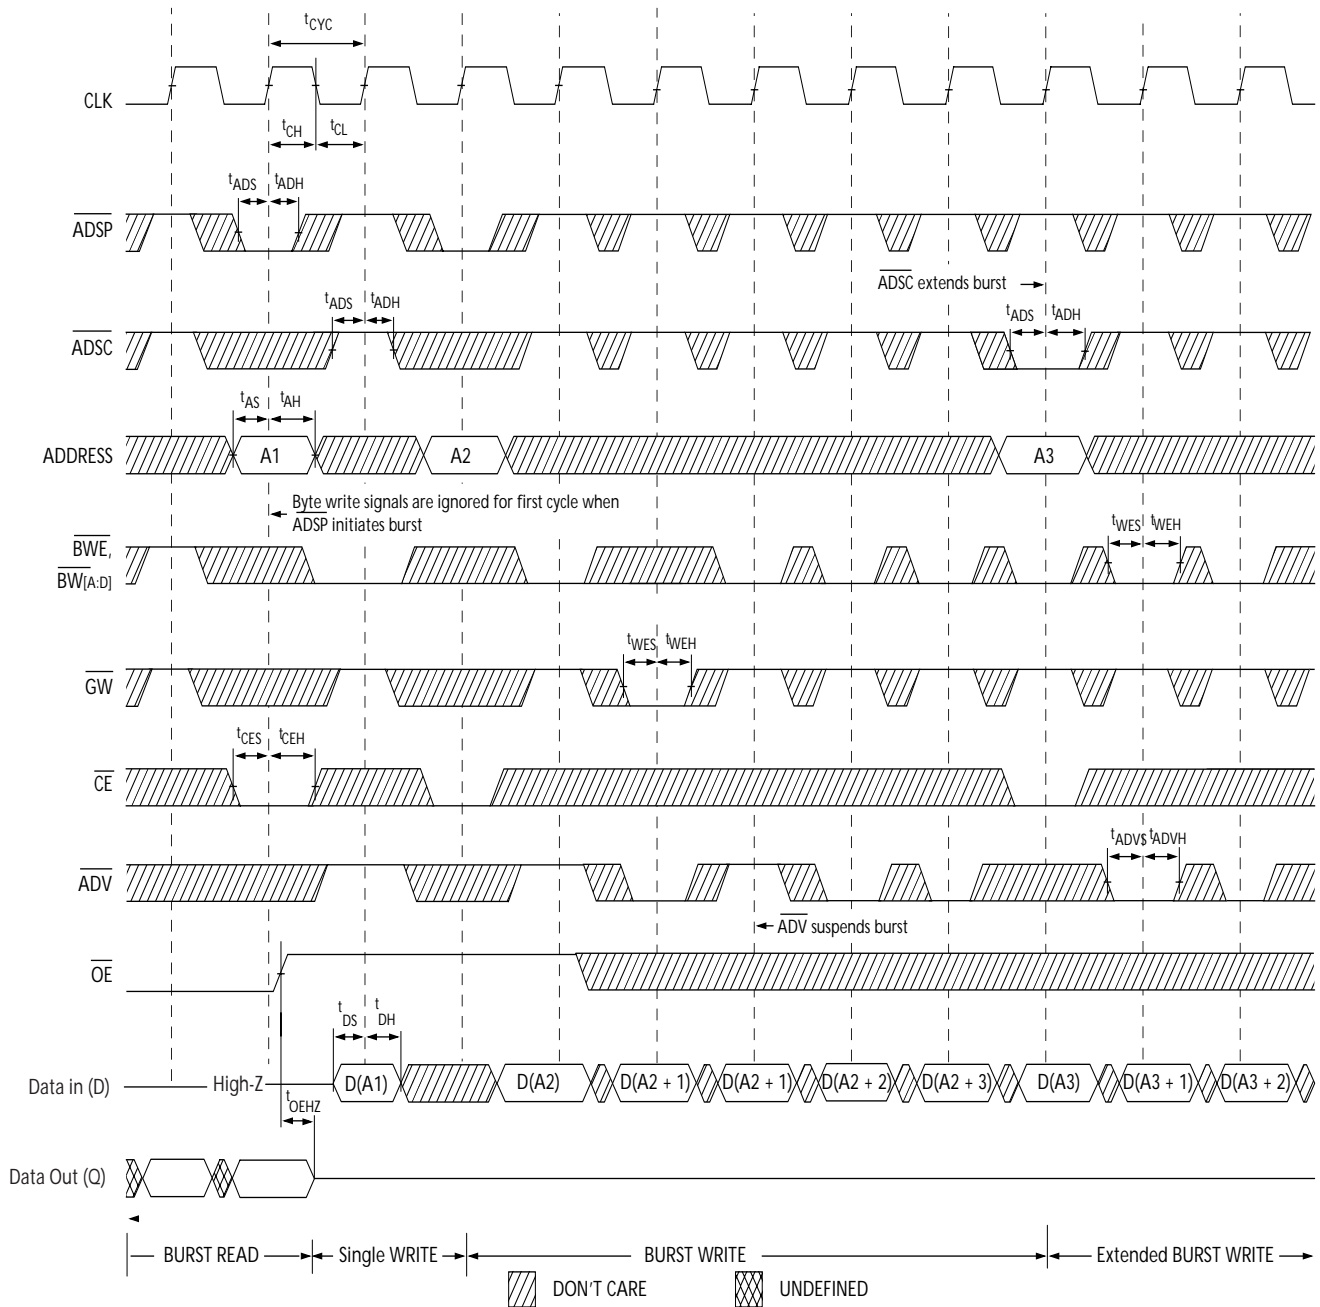 tCYC
CLK
tCH
tCL
tADS
tADH
ADSP
ADSC extends burst
tADS
tADH
tADS
tADH
ADSC
tAS
tAH
ADDRESS
A1
A2
A3
Byte write signals are ignored for first cycle when
ADSP initiates burst
tWES
tWEH
BWE,
BW[A:D]
tWES
tWEH
GW
tCES
tCEH
CE
tADVS
tADVH
ADV
ADV suspends burst
OE
tDS
tDH
Data in (D)
High-Z
D(A1)
D(A2)
D(A2 + 1)
D(A2 + 1)
D(A2 + 2)
D(A2 + 3)
D(A3)
D(A3 + 1)
D(A3 + 2)
tOEHZ
Data Out (Q)
BURST READ
Single WRITE
BURST WRITE
Extended BURST WRITE
DON'T CARE
UNDEFINED